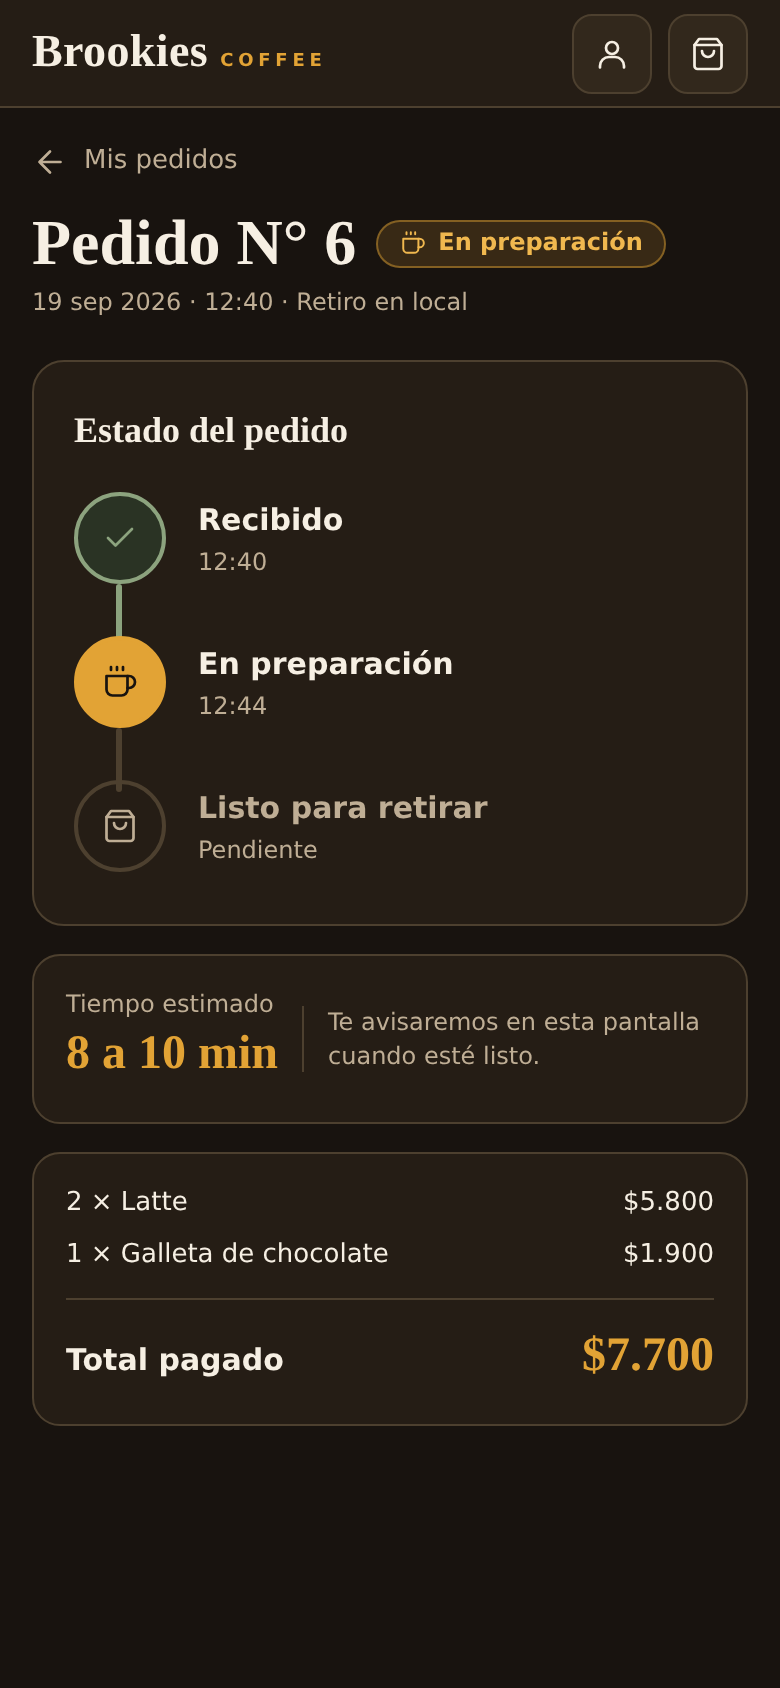 Brookies COFFEE
Mis pedidos
Pedido N° 6
En preparación
19 sep 2026 · 12:40 · Retiro en local
Estado del pedido
Recibido
12:40
En preparación
12:44
Listo para retirar
Pendiente
Tiempo estimado
8 a 10 min
Te avisaremos en esta pantalla
cuando esté listo.
2 × Latte $5.800
1 × Galleta de chocolate $1.900
Total pagado $7.700